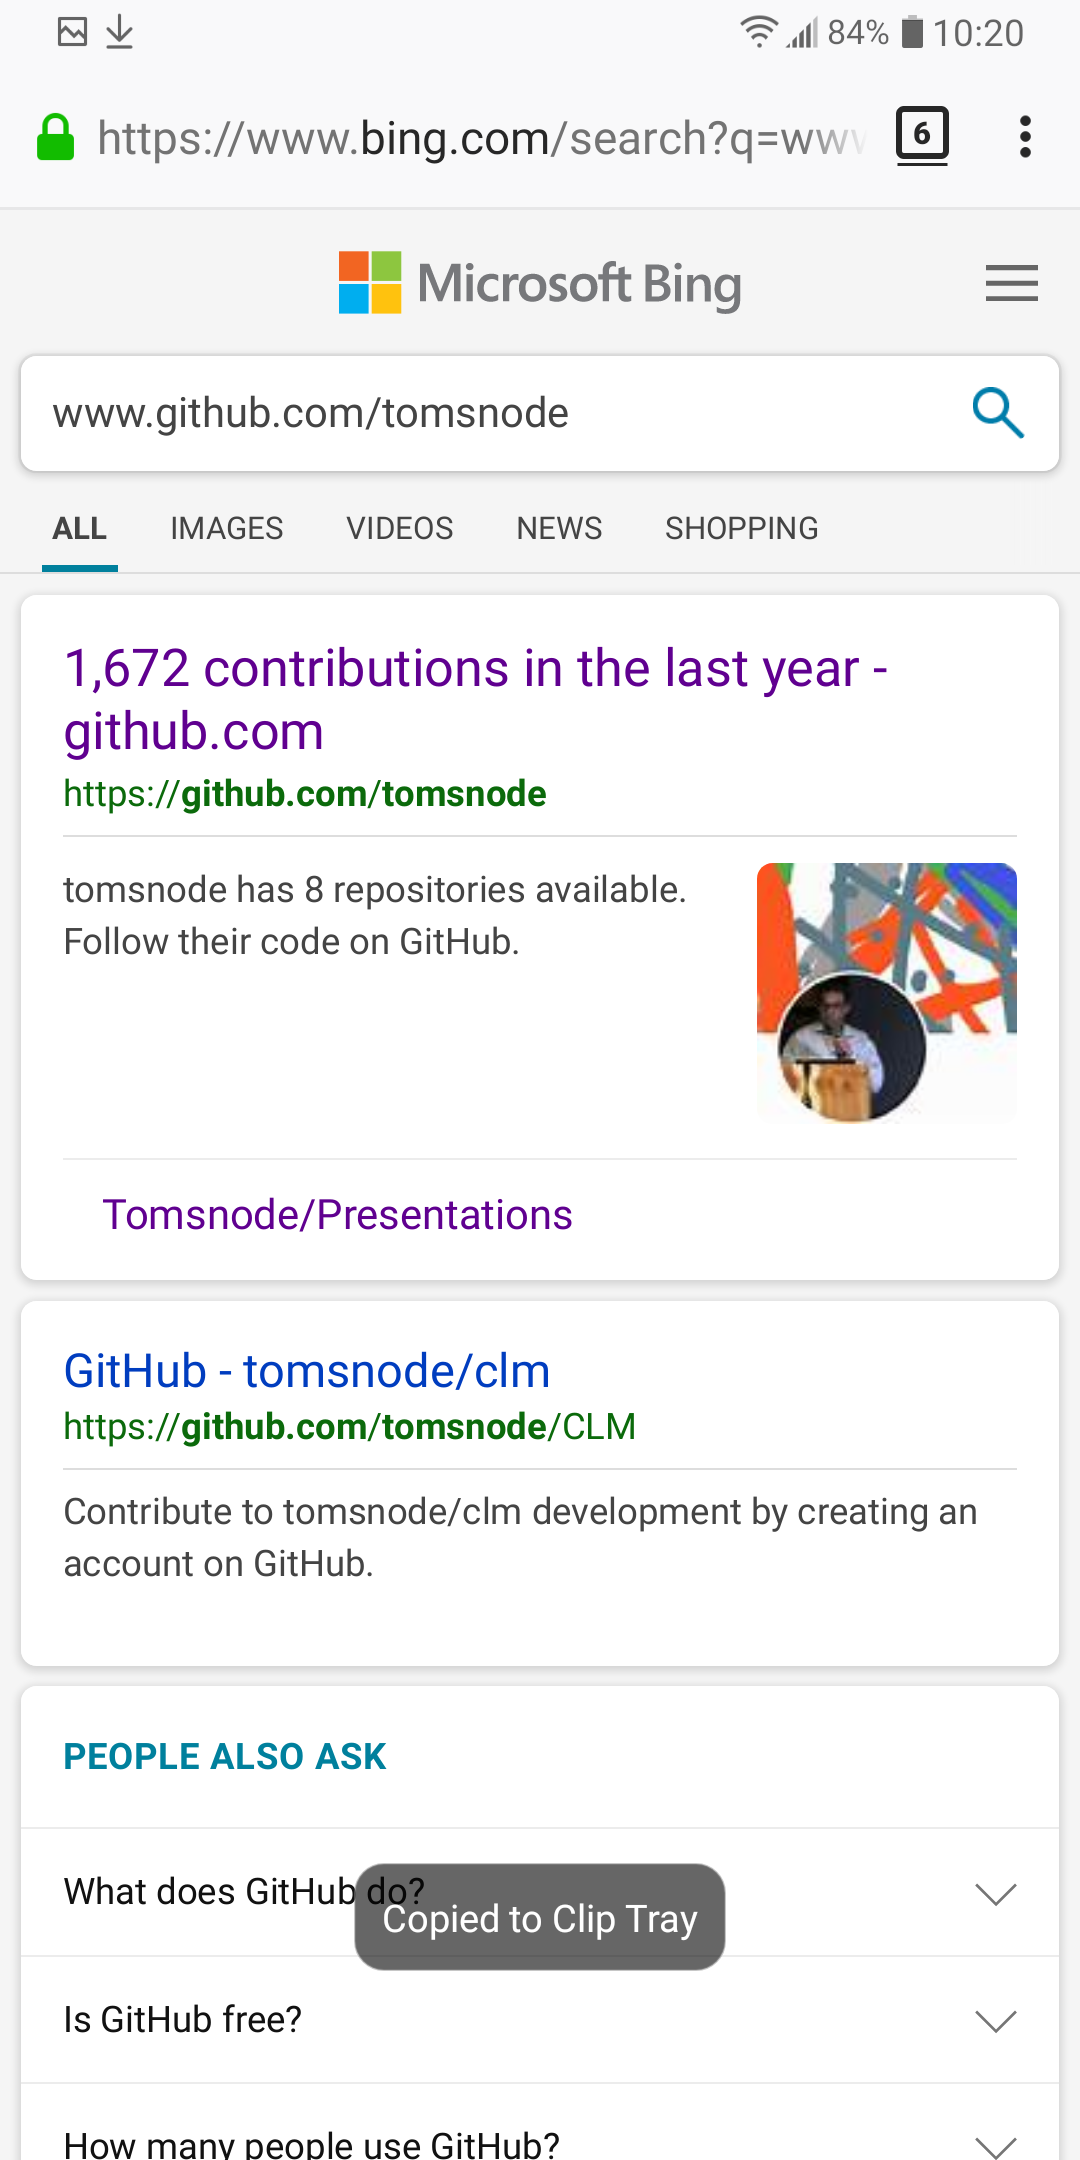 84% 10:20
https://www.bing.com/search?q=www
6
Microsoft Bing
www.github.com/tomsnode
ALL IMAGES VIDEOS NEWS SHOPPING
1,672 contributions in the last year -
github.com
https://github.com/tomsnode
tomsnode has 8 repositories available.
Follow their code on GitHub.
Tomsnode/Presentations
GitHub - tomsnode/clm
https://github.com/tomsnode/CLM
Contribute to tomsnode/clm development by creating an
account on GitHub.
PEOPLE ALSO ASK
What does GitHub do?
Copied to Clip Tray
Is GitHub free?
How many people use GitHub?